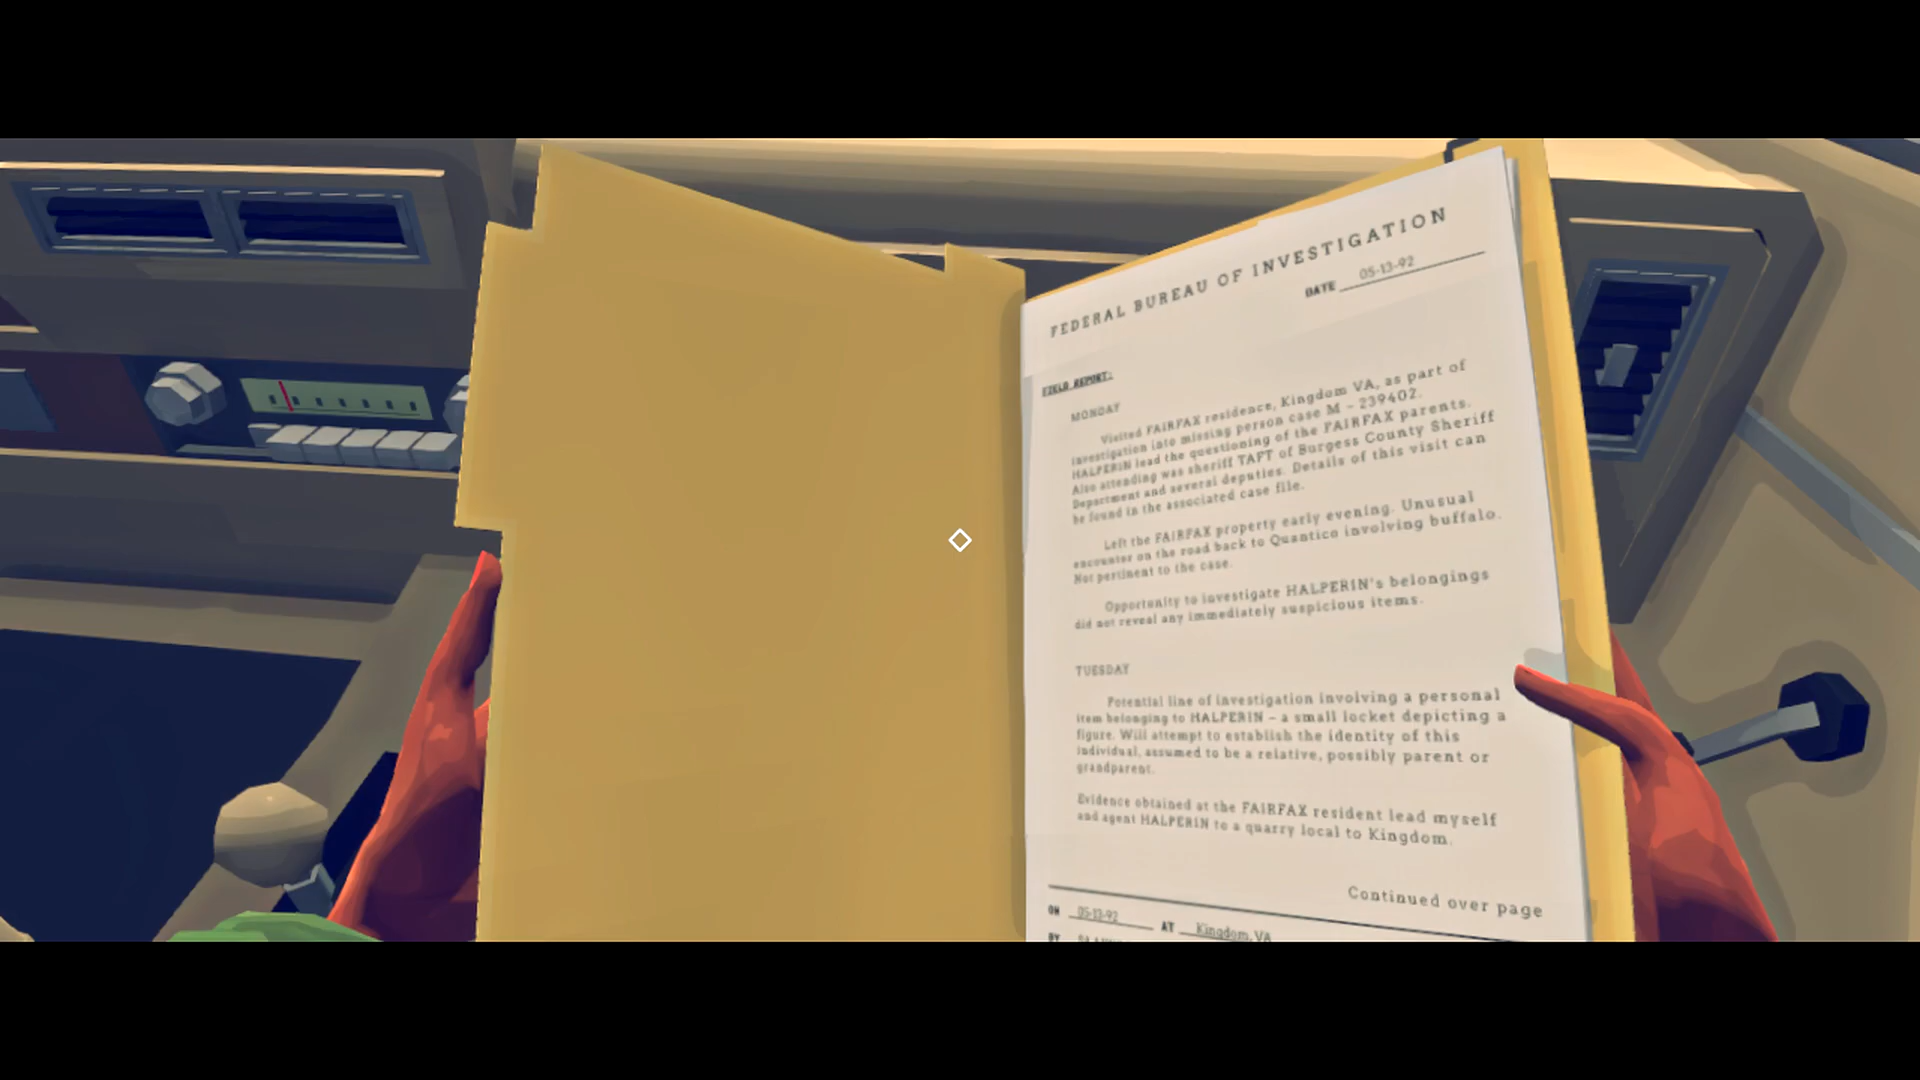 FEDERAL BUREAU OF INVESTIGATION
DATE 05-13-92
FIELD REPORT:
MONDAY
Visited FAIRFAX residence, Kingdom VA, as part of
investigation into missing person case M - 239402.
HALPERIN lead the questioning of the FAIRFAX parents.
Also attending was sheriff TAFT of Burgess County Sheriff
Department and several deputies. Details of this visit can
be found in the associated case file.
Left the FAIRFAX property early evening. Unusual
encounter on the road back to Quantico involving buffalo.
Not pertinent to the case.
Opportunity to investigate HALPERIN's belongings
did not reveal any immediately suspicious items.
TUESDAY
Potential line of investigation involving a personal
item belonging to HALPERIN - a small locket depicting a
figure. Will attempt to establish the identity of this
individual, assumed to be a relative, possibly parent or
grandparent.
Evidence obtained at the FAIRFAX resident lead myself
and agent HALPERIN to a quarry local to Kingdom.
Continued over page
ON 05-13-92 AT Kingdom, VA
BY